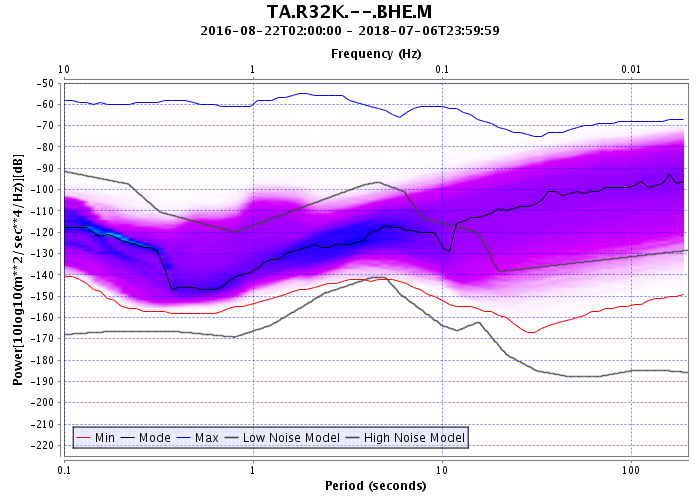 TA.R32K.--.BHE.M
2016-08-22T02:00:00 - 2018-07-06T23:59:59
Frequency (Hz)
10 1 0.1 0.01
Power[10log10(m**2/sec**4/Hz)][dB]
-50
-60
-70
-80
-90
-100
-110
-120
-130
-140
-150
-160
-170
-180
-190
-200
-210
-220
Min Mode Max Low Noise Model High Noise Model
0.1 1 10 100
Period (seconds)